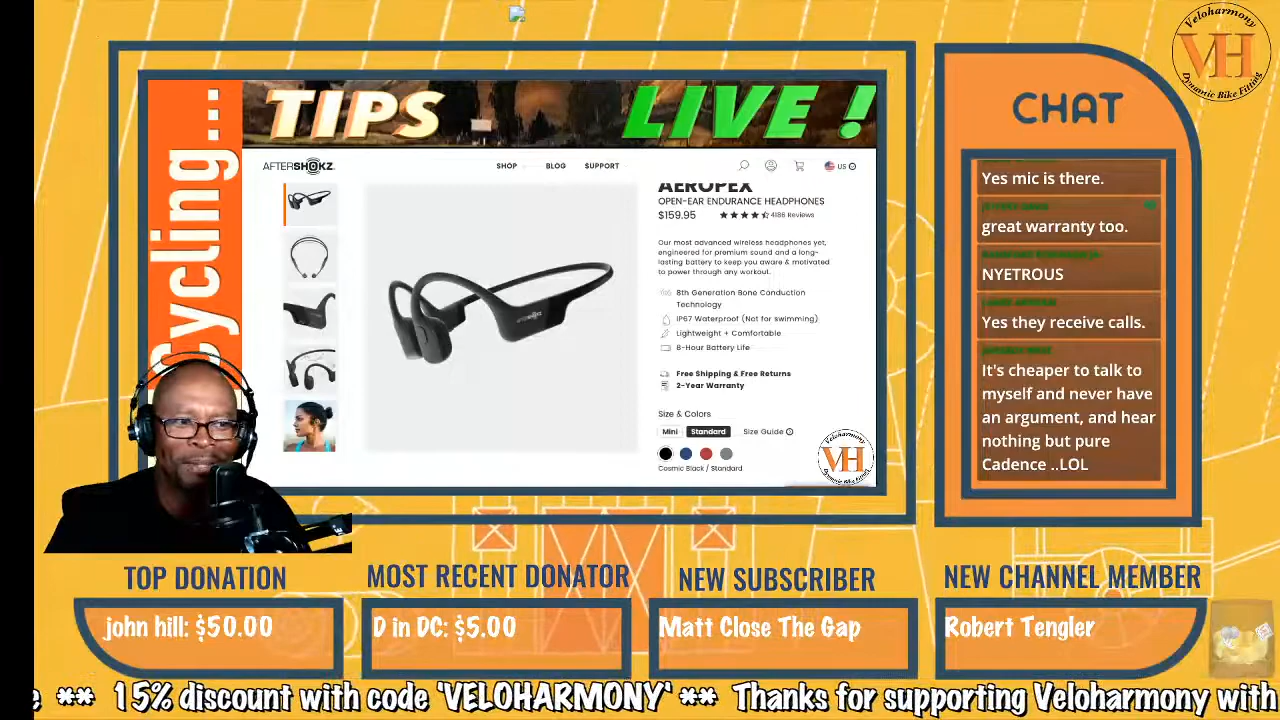 Veloharmony
VH
Dynamic Bike Fitting
Cycling...
TIPS
LIVE !
AFTERSHOKZ
SHOP
BLOG
SUPPORT
US
AEROPEX
OPEN-EAR ENDURANCE HEADPHONES
$159.95
4186 Reviews
Our most advanced wireless headphones yet,
engineered for premium sound and a long-
lasting battery to keep you aware & motivated
to power through any workout.
8th Generation Bone Conduction
Technology
IP67 Waterproof (Not for swimming)
Lightweight + Comfortable
8-Hour Battery Life
Free Shipping & Free Returns
2-Year Warranty
Size & Colors
Mini
Standard
Size Guide
Cosmic Black / Standard
Veloharmony
VH
Dynamic Bike Fitting
CHAT
Yes mic is there.
great warranty too.
NYETROUS
Yes they receive calls.
It's cheaper to talk to
myself and never have
an argument, and hear
nothing but pure
Cadence ..LOL
TOP DONATION
john hill: $50.00
MOST RECENT DONATOR
D in DC: $5.00
NEW SUBSCRIBER
Matt Close The Gap
NEW CHANNEL MEMBER
Robert Tengler
e ** 15% discount with code 'VELOHARMONY' ** Thanks for supporting Veloharmony with